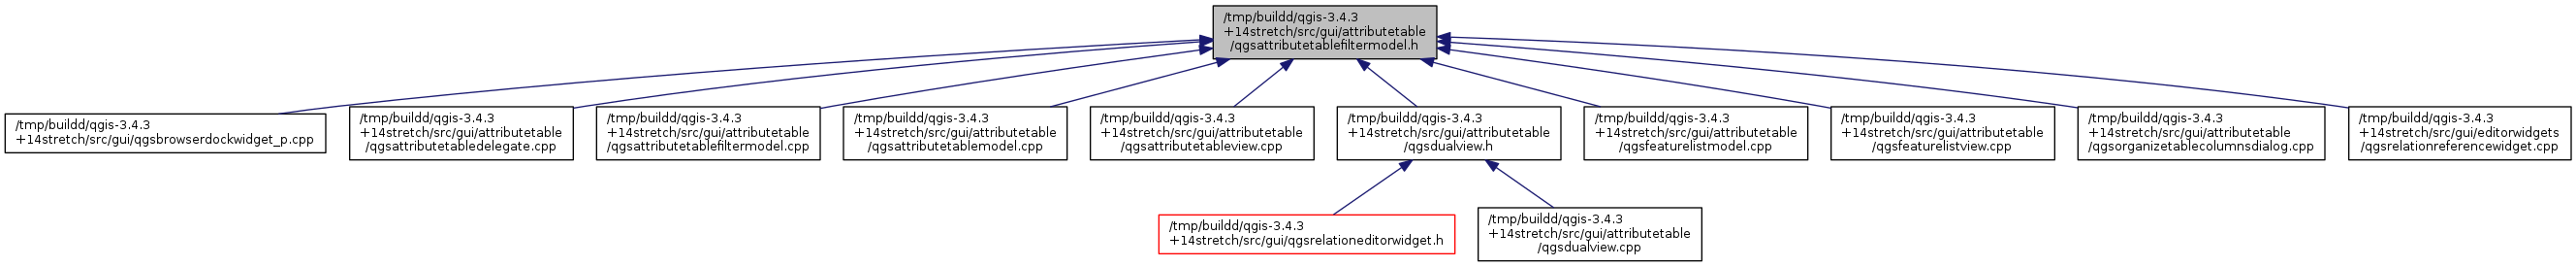 /tmp/buildd/qgis-3.4.3
+14stretch/src/gui/attributetable
/qgsattributetablefiltermodel.h
/tmp/buildd/qgis-3.4.3
+14stretch/src/gui/qgsbrowserdockwidget_p.cpp
/tmp/buildd/qgis-3.4.3
+14stretch/src/gui/attributetable
/qgsattributetabledelegate.cpp
/tmp/buildd/qgis-3.4.3
+14stretch/src/gui/attributetable
/qgsattributetablefiltermodel.cpp
/tmp/buildd/qgis-3.4.3
+14stretch/src/gui/attributetable
/qgsattributetablemodel.cpp
/tmp/buildd/qgis-3.4.3
+14stretch/src/gui/attributetable
/qgsattributetableview.cpp
/tmp/buildd/qgis-3.4.3
+14stretch/src/gui/attributetable
/qgsdualview.h
/tmp/buildd/qgis-3.4.3
+14stretch/src/gui/attributetable
/qgsfeaturelistmodel.cpp
/tmp/buildd/qgis-3.4.3
+14stretch/src/gui/attributetable
/qgsfeaturelistview.cpp
/tmp/buildd/qgis-3.4.3
+14stretch/src/gui/attributetable
/qgsorganizetablecolumnsdialog.cpp
/tmp/buildd/qgis-3.4.3
+14stretch/src/gui/editorwidgets
/qgsrelationreferencewidget.cpp
/tmp/buildd/qgis-3.4.3
+14stretch/src/gui/qgsrelationeditorwidget.h
/tmp/buildd/qgis-3.4.3
+14stretch/src/gui/attributetable
/qgsdualview.cpp